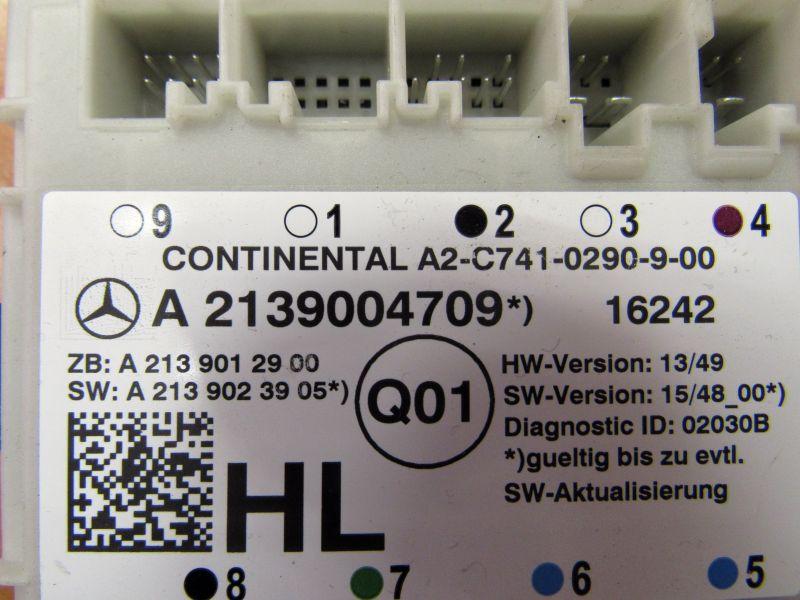 9 1 2 3 4
CONTINENTAL A2-C741-0290-9-00
A 2139004709*) 16242
ZB: A 213 901 29 00
SW: A 213 902 39 05*)
Q01
HW-Version: 13/49
SW-Version: 15/48_00*)
Diagnostic ID: 02030B
*)gueltig bis zu evtl.
SW-Aktualisierung
HL
8 7 6 5